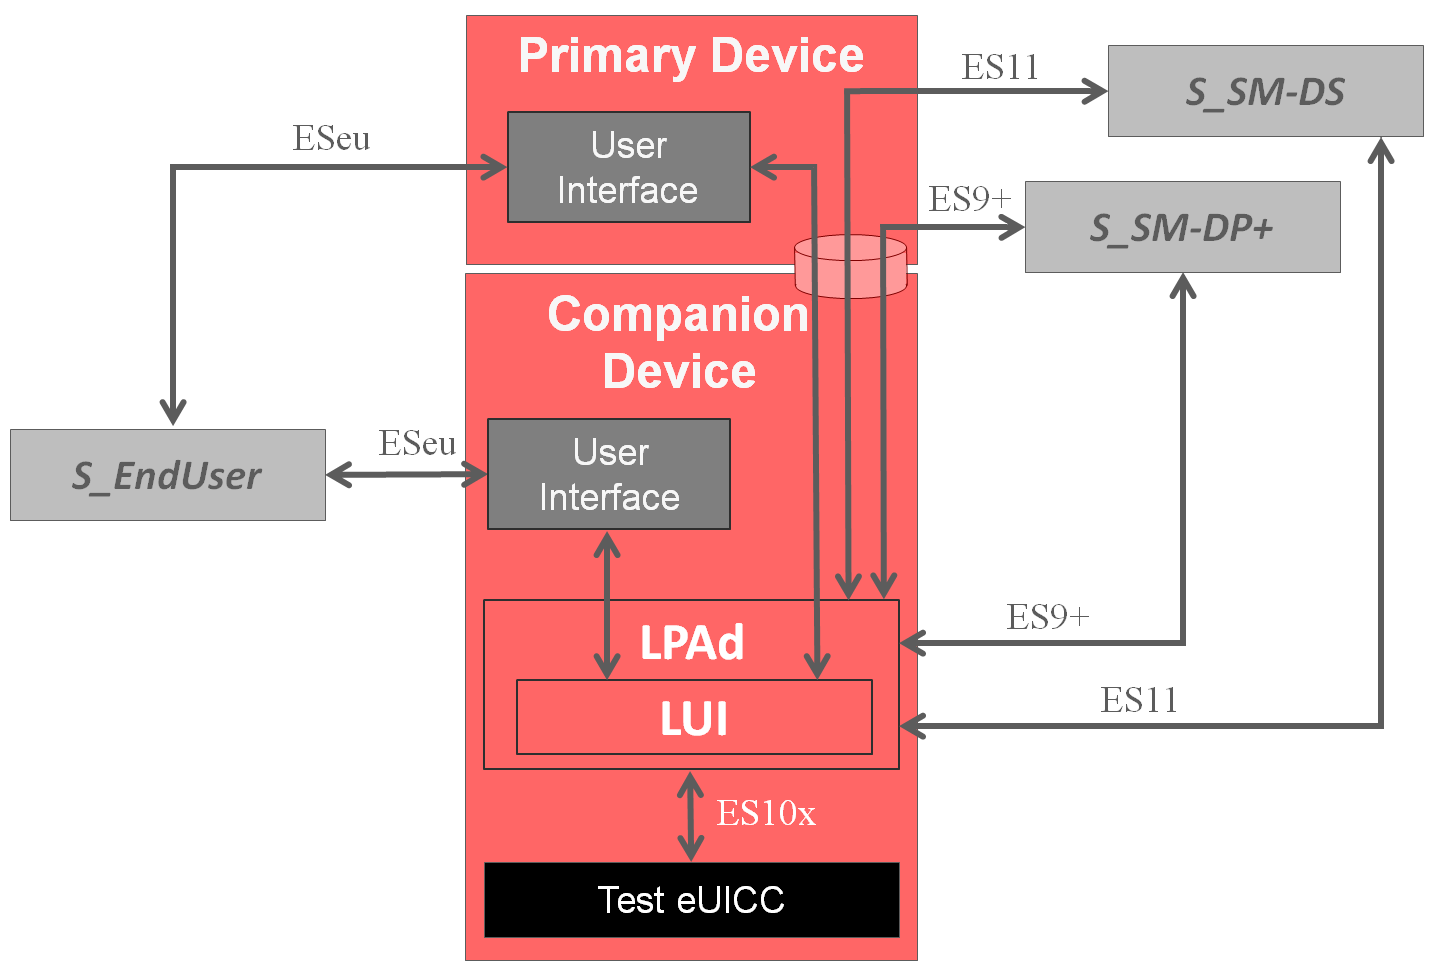 Primary Device
ES11
S_SM-DS
User
Interface
ESeu
ES9+
S_SM-DP+
Companion
Device
ESeu
S_EndUser
User
Interface
LPAd
ES9+
LUI
ES11
ES10x
Test eUICC